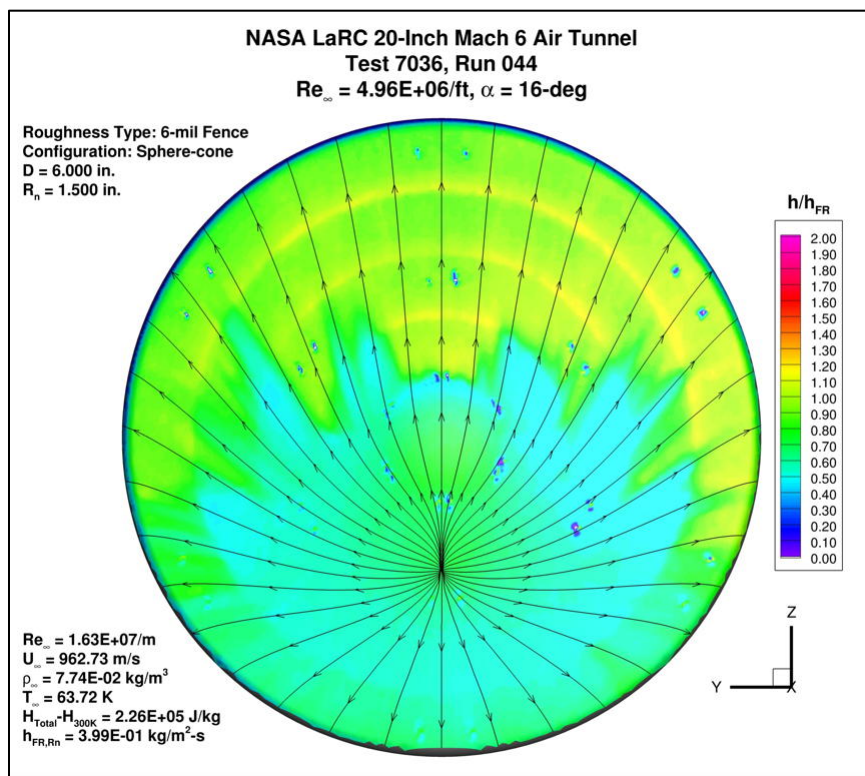 NASA LaRC 20-Inch Mach 6 Air Tunnel
Test 7036, Run 044
Re∞ = 4.96E+06/ft, α = 16-deg
Roughness Type: 6-mil Fence
Configuration: Sphere-cone
D = 6.000 in.
Rn = 1.500 in.
h/hFR
2.00
1.90
1.80
1.70
1.60
1.50
1.40
1.30
1.20
1.10
1.00
0.90
0.80
0.70
0.60
0.50
0.40
0.30
0.20
0.10
0.00
Z
Y
X
Re∞ = 1.63E+07/m
U∞ = 962.73 m/s
ρ∞ = 7.74E-02 kg/m³
T∞ = 63.72 K
HTotal-H300K = 2.26E+05 J/kg
hFR,Rn = 3.99E-01 kg/m²-s